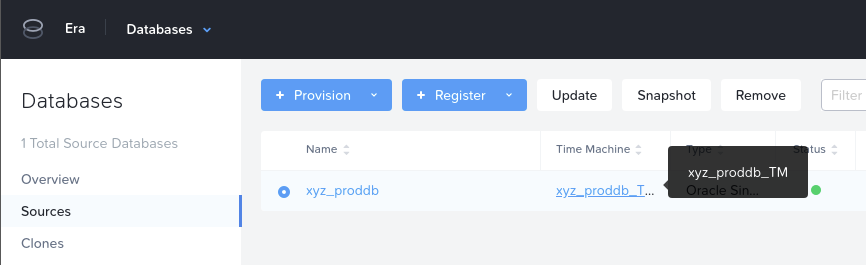 Era
Databases
Databases
1 Total Source Databases
Overview
Sources
Clones
+ Provision
+ Register
Update
Snapshot
Remove
Filter
Name
Time Machine
Type
Status
xyz_proddb
xyz_proddb_T...
Oracle Sin...
xyz_proddb_TM